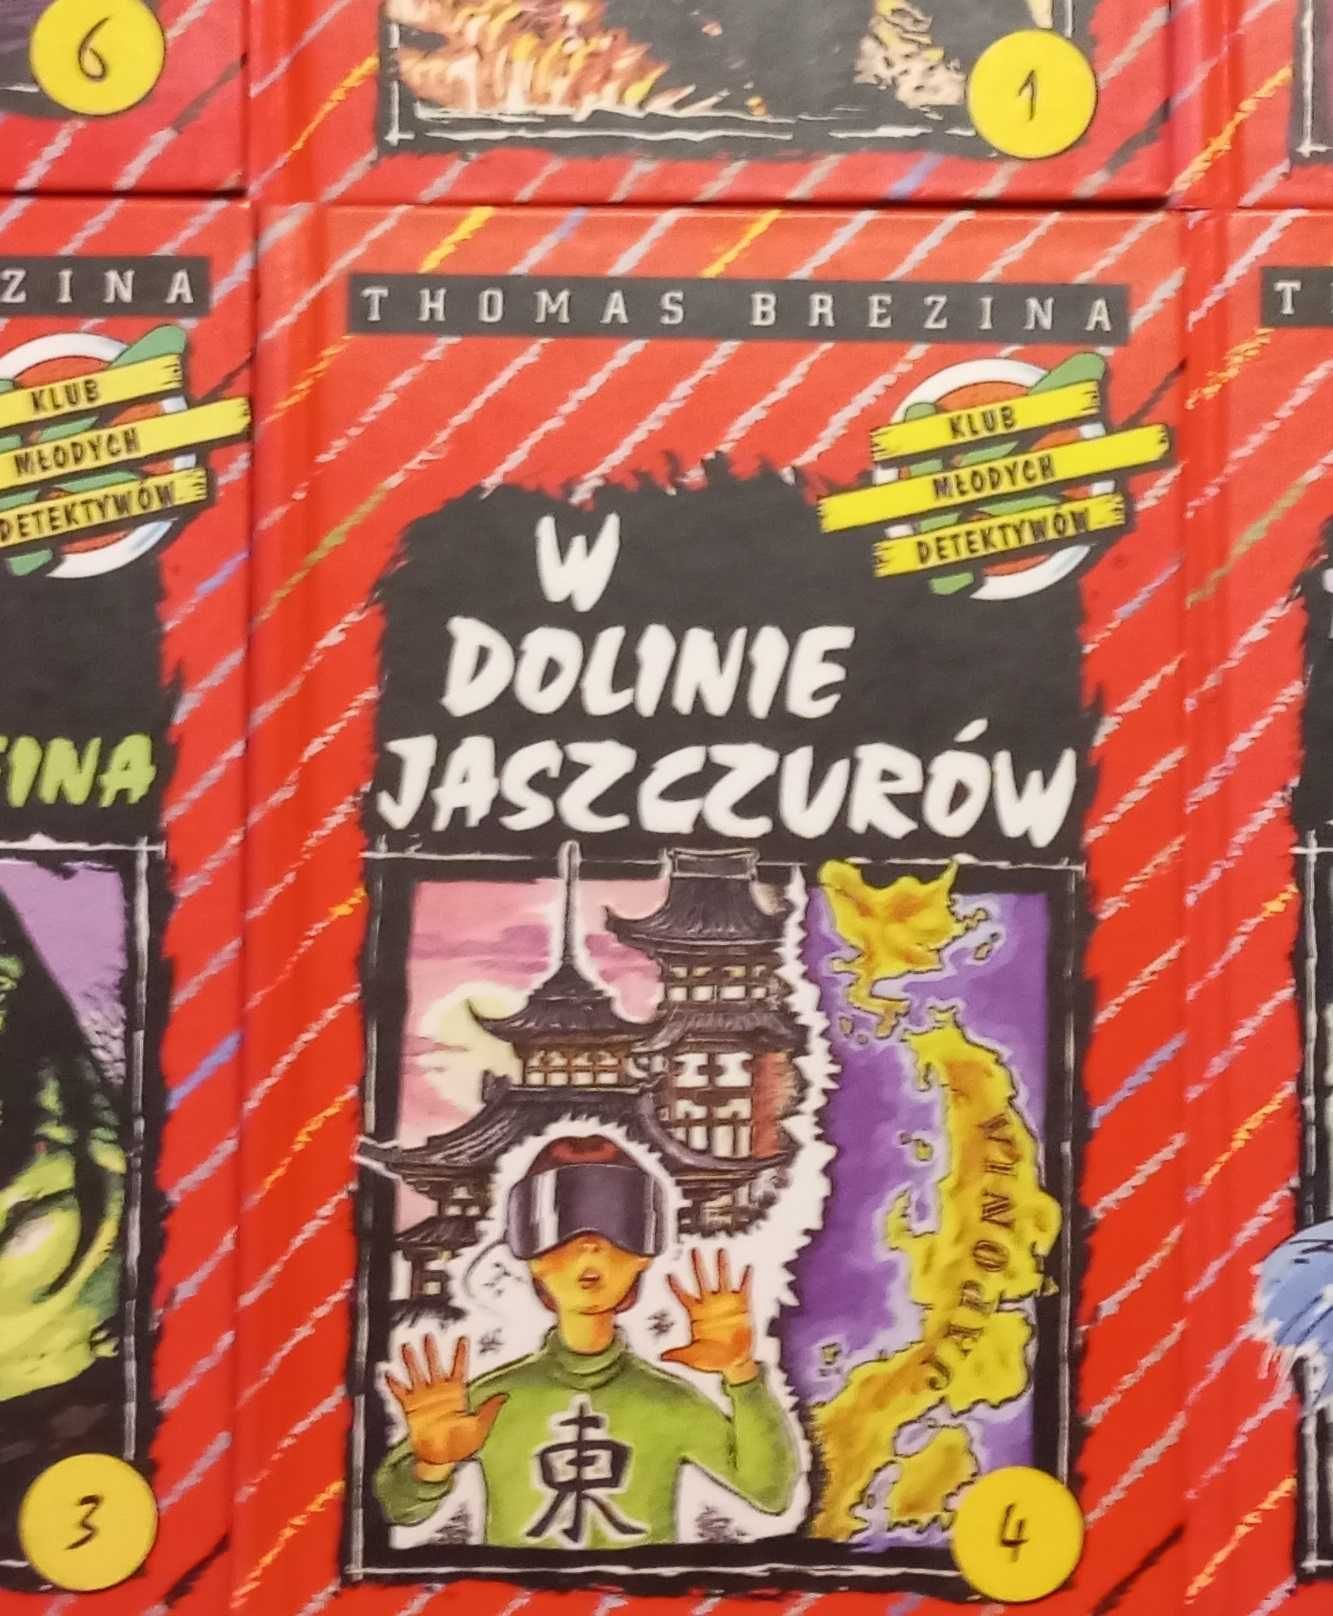 6
1
ZINA
KLUB
MŁODYCH
DETEKTYWÓW
INA
3
THOMAS BREZINA
KLUB
MŁODYCH
DETEKTYWÓW
W
DOLINIE
JASZCZURÓW
JAPONIA
東
4
T